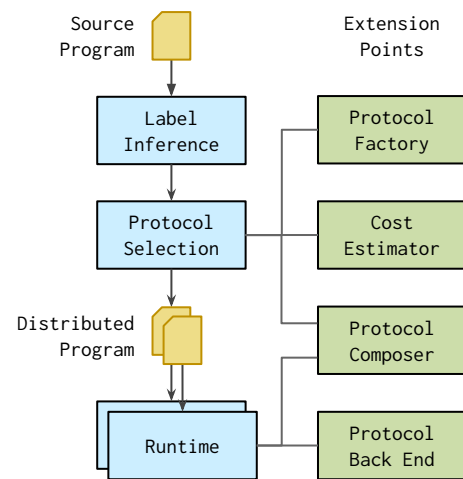 Source
Program
Extension
Points
Label
Inference
Protocol
Factory
Protocol
Selection
Cost
Estimator
Distributed
Program
Protocol
Composer
Runtime
Protocol
Back End